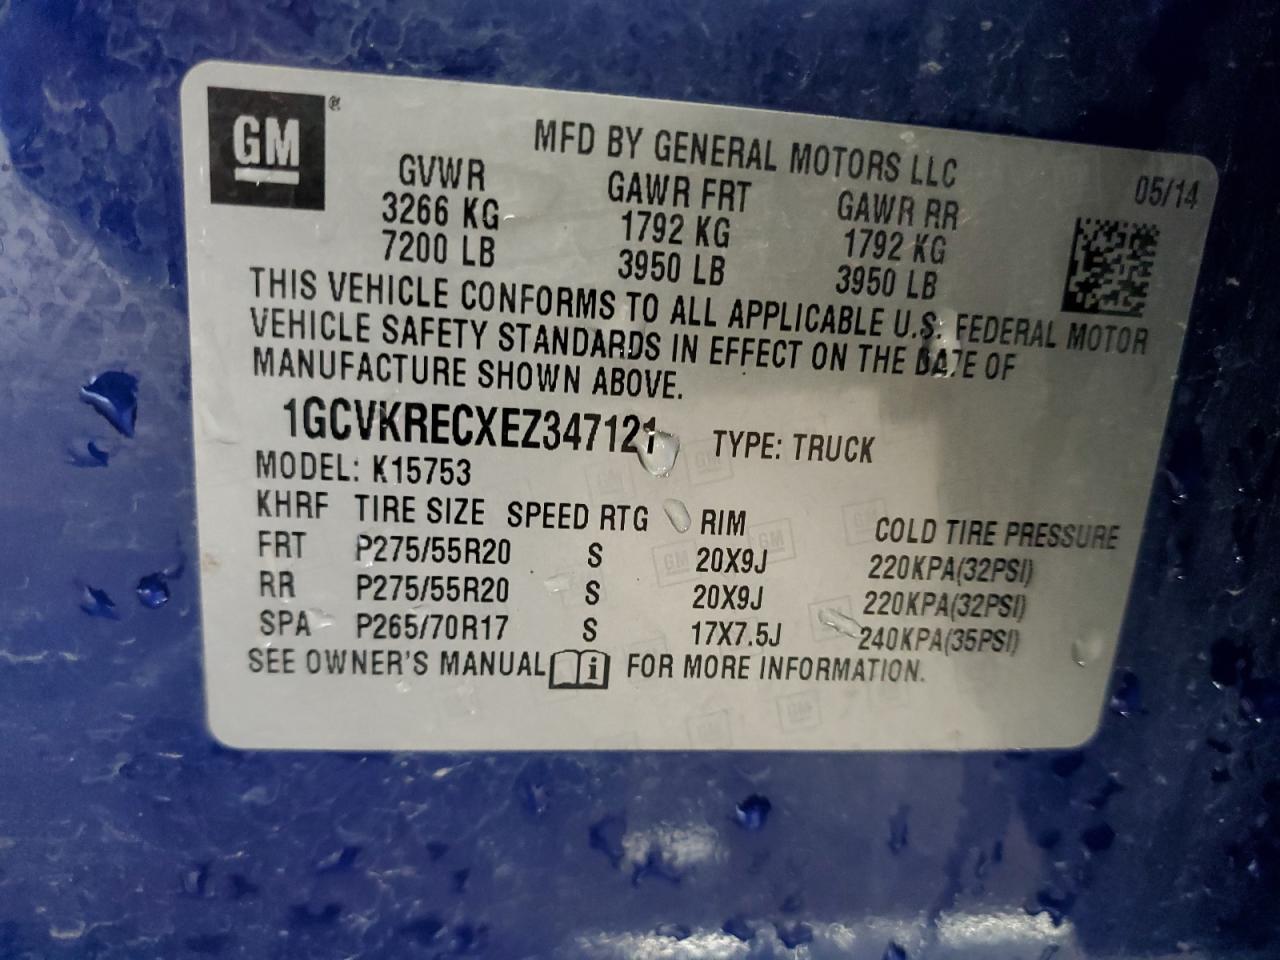 GM ®
MFD BY GENERAL MOTORS LLC
05/14
GVWR GAWR FRT GAWR RR
3266 KG 1792 KG 1792 KG
7200 LB 3950 LB 3950 LB
THIS VEHICLE CONFORMS TO ALL APPLICABLE U.S. FEDERAL MOTOR
VEHICLE SAFETY STANDARDS IN EFFECT ON THE DATE OF
MANUFACTURE SHOWN ABOVE.
1GCVKRECXEZ347121 TYPE: TRUCK
MODEL: K15753
KHRF TIRE SIZE SPEED RTG RIM COLD TIRE PRESSURE
FRT P275/55R20 S 20X9J 220KPA(32PSI)
RR P275/55R20 S 20X9J 220KPA(32PSI)
SPA P265/70R17 S 17X7.5J 240KPA(35PSI)
SEE OWNER'S MANUAL i FOR MORE INFORMATION.